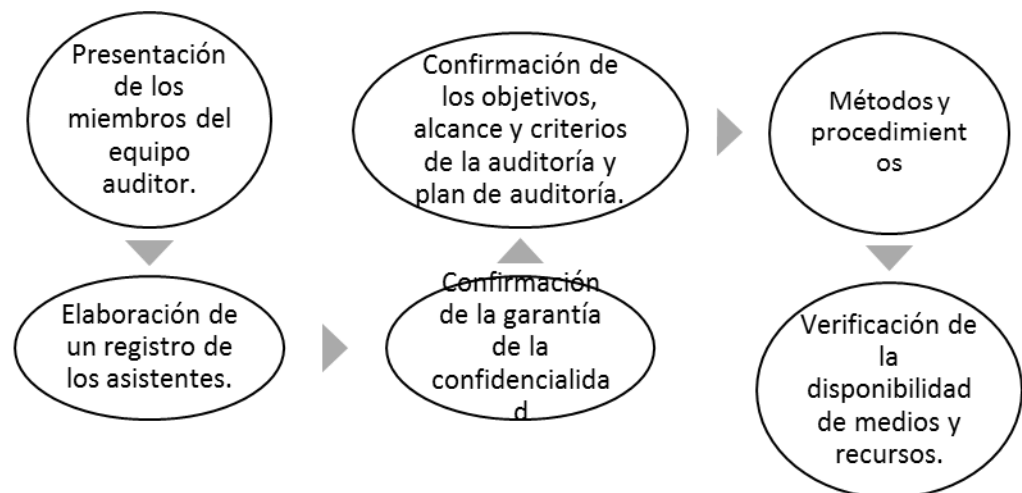 Presentación
de los
miembros del
equipo
auditor.
Elaboración de
un registro de
los asistentes.
Confirmación
de la garantía
de la
confidencialida
d
Confirmación de
los objetivos,
alcance y criterios
de la auditoría y
plan de auditoría.
Métodos y
procedimient
os
Verificación de
la
disponibilidad
de medios y
recursos.